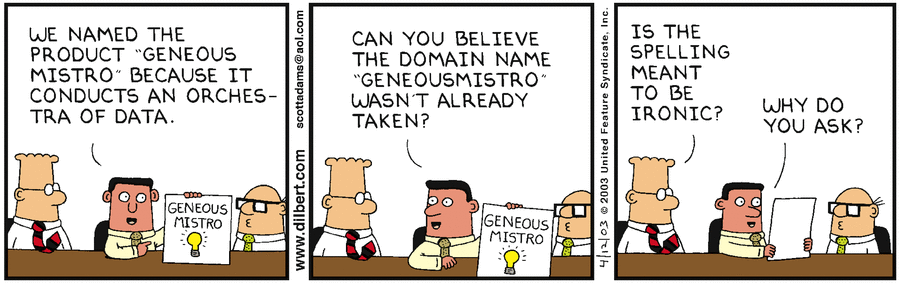 WE NAMED THE
PRODUCT "GENEOUS
MISTRO" BECAUSE IT
CONDUCTS AN ORCHES-
TRA OF DATA.
GENEOUS
MISTRO
www.dilbert.com
scottadams@aol.com
CAN YOU BELIEVE
THE DOMAIN NAME
"GENEOUSMISTRO"
WASN'T ALREADY
TAKEN?
GENEOUS
MISTRO
4/12/03 © 2003 United Feature Syndicate, Inc.
IS THE
SPELLING
MEANT
TO BE
IRONIC?
WHY DO
YOU ASK?